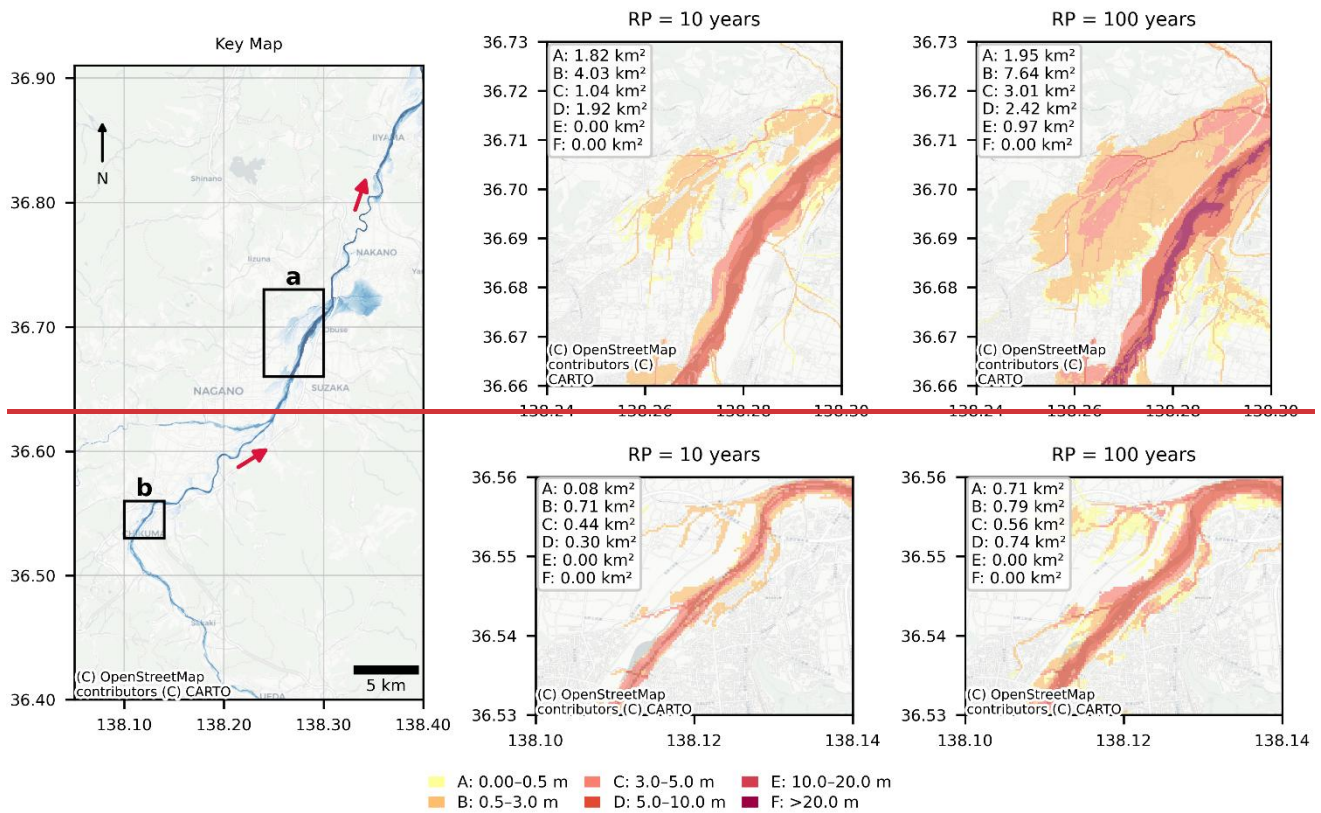 Key Map
36.90
36.80
36.70
36.60
36.50
36.40
N
IIYAMA
Shinano
Iizuna
NAKANO
a
Obuse
NAGANO
SUZAKA
b
CHIKUMA
Sakaki
UEDA
(C) OpenStreetMap
contributors (C) CARTO
5 km
138.10 138.20 138.30 138.40
RP = 10 years
36.73
36.72
36.71
36.70
36.69
36.68
36.67
36.66
A: 1.82 km²
B: 4.03 km²
C: 1.04 km²
D: 1.92 km²
E: 0.00 km²
F: 0.00 km²
(C) OpenStreetMap
contributors (C)
CARTO
138.24 138.26 138.28 138.30
RP = 100 years
36.73
36.72
36.71
36.70
36.69
36.68
36.67
36.66
A: 1.95 km²
B: 7.64 km²
C: 3.01 km²
D: 2.42 km²
E: 0.97 km²
F: 0.00 km²
(C) OpenStreetMap
contributors (C)
CARTO
138.24 138.26 138.28 138.30
RP = 10 years
36.56
36.55
36.54
36.53
A: 0.08 km²
B: 0.71 km²
C: 0.44 km²
D: 0.30 km²
E: 0.00 km²
F: 0.00 km²
(C) OpenStreetMap
contributors (C) CARTO
138.10 138.12 138.14
RP = 100 years
36.56
36.55
36.54
36.53
A: 0.71 km²
B: 0.79 km²
C: 0.56 km²
D: 0.74 km²
E: 0.00 km²
F: 0.00 km²
(C) OpenStreetMap
contributors (C) CARTO
138.10 138.12 138.14
A: 0.00–0.5 m C: 3.0–5.0 m E: 10.0–20.0 m
B: 0.5–3.0 m D: 5.0–10.0 m F: >20.0 m